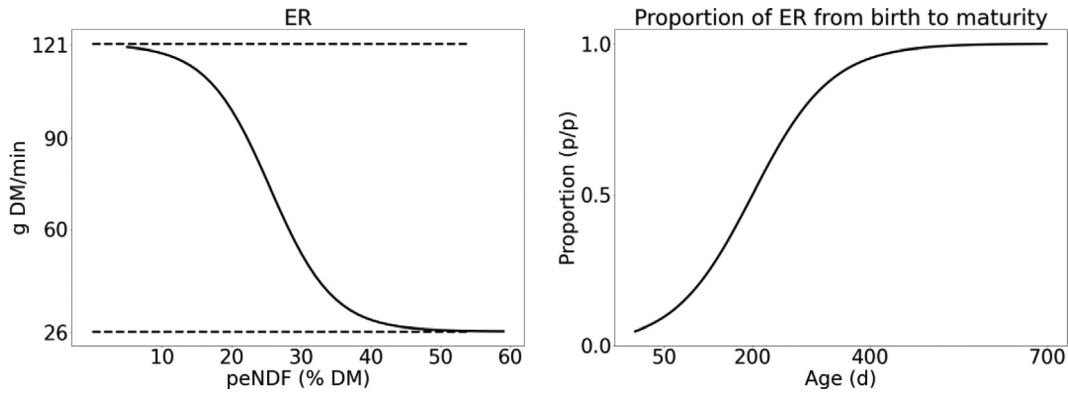 ER
121
90
60
26
g DM/min
10 20 30 40 50 60
peNDF (% DM)
Proportion of ER from birth to maturity
1.0
0.5
0.0
Proportion (p/p)
50 200 400 700
Age (d)